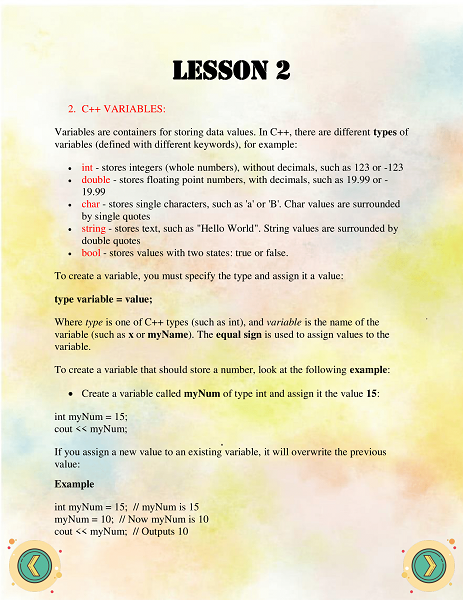 LESSON 2
2. C++ VARIABLES:
Variables are containers for storing data values. In C++, there are different types of
variables (defined with different keywords), for example:
• int - stores integers (whole numbers), without decimals, such as 123 or -123
• double - stores floating point numbers, with decimals, such as 19.99 or -
19.99
• char - stores single characters, such as 'a' or 'B'. Char values are surrounded
by single quotes
• string - stores text, such as "Hello World". String values are surrounded by
double quotes
• bool - stores values with two states: true or false.
To create a variable, you must specify the type and assign it a value:
type variable = value;
Where type is one of C++ types (such as int), and variable is the name of the
variable (such as x or myName). The equal sign is used to assign values to the
variable.
To create a variable that should store a number, look at the following example:
• Create a variable called myNum of type int and assign it the value 15:
int myNum = 15;
cout << myNum;
If you assign a new value to an existing variable, it will overwrite the previous
value:
Example
int myNum = 15; // myNum is 15
myNum = 10; // Now myNum is 10
cout << myNum; // Outputs 10